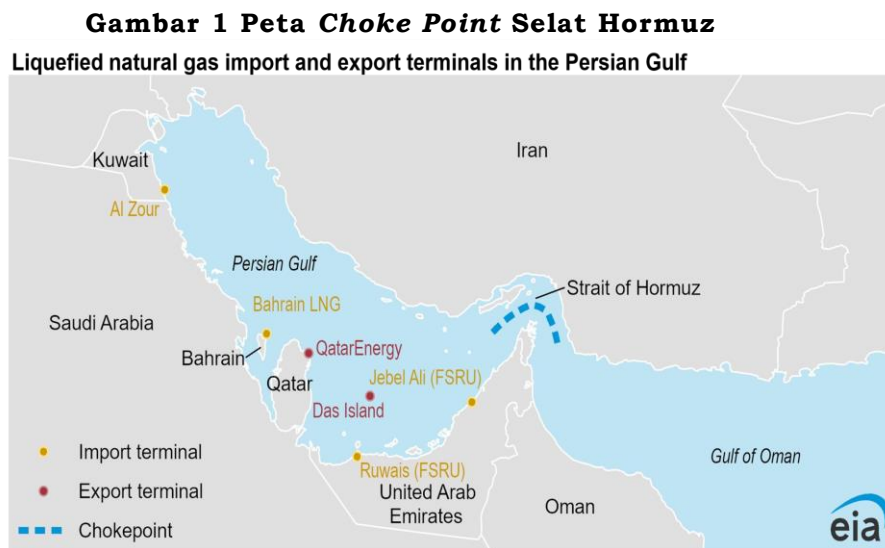 Gambar 1 Peta Choke Point Selat Hormuz
Liquefied natural gas import and export terminals in the Persian Gulf
Kuwait
Iran
Al Zour
Persian Gulf
Strait of Hormuz
Bahrain LNG
Saudi Arabia
Bahrain
QatarEnergy
Qatar
Jebel Ali (FSRU)
Das Island
Import terminal
Gulf of Oman
Ruwais (FSRU)
Export terminal
United Arab
Emirates
Oman
Chokepoint
eia